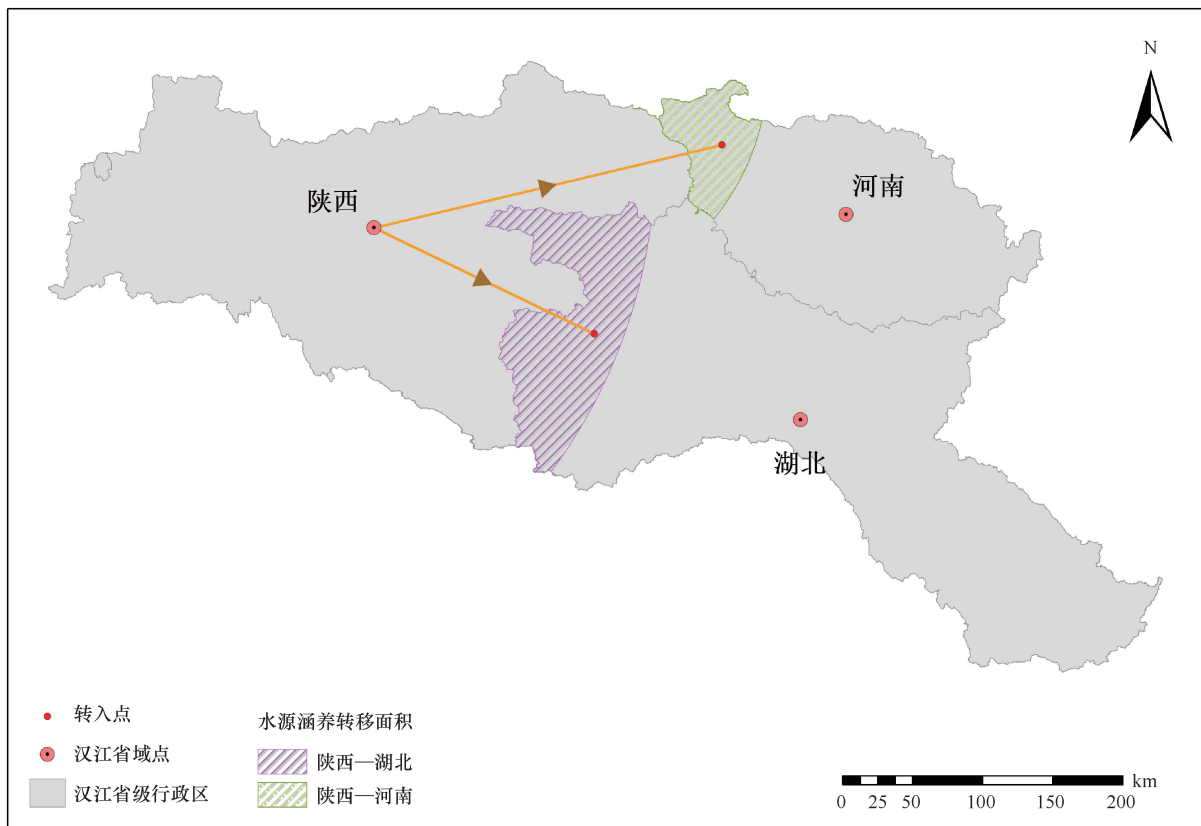 N
陕西
河南
湖北
转入点
汉江省域点
汉江省级行政区
水源涵养转移面积
陕西—湖北
陕西—河南
km
0 25 50 100 150 200